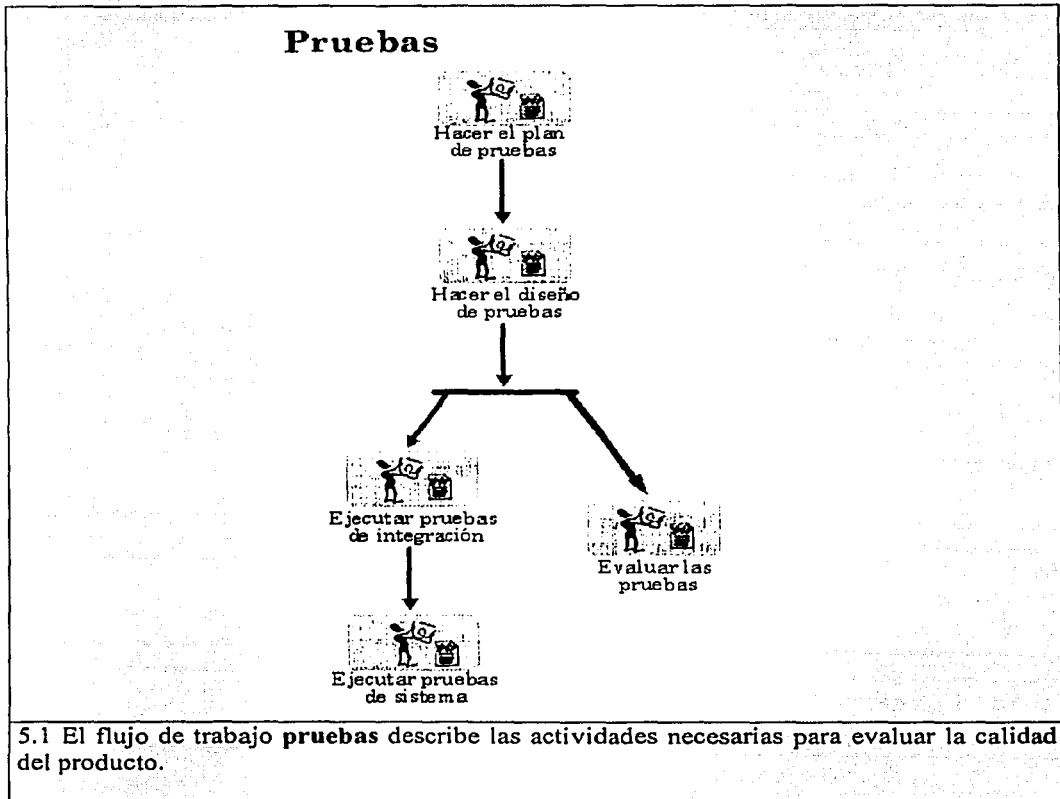 Pruebas
Hacer el plan
de pruebas
Hacer el diseño
de pruebas
Ejecutar pruebas
de integración
Evaluar las
pruebas
Ejecutar pruebas
de sistema
5.1 El flujo de trabajo pruebas describe las actividades necesarias para evaluar la calidad
del producto.